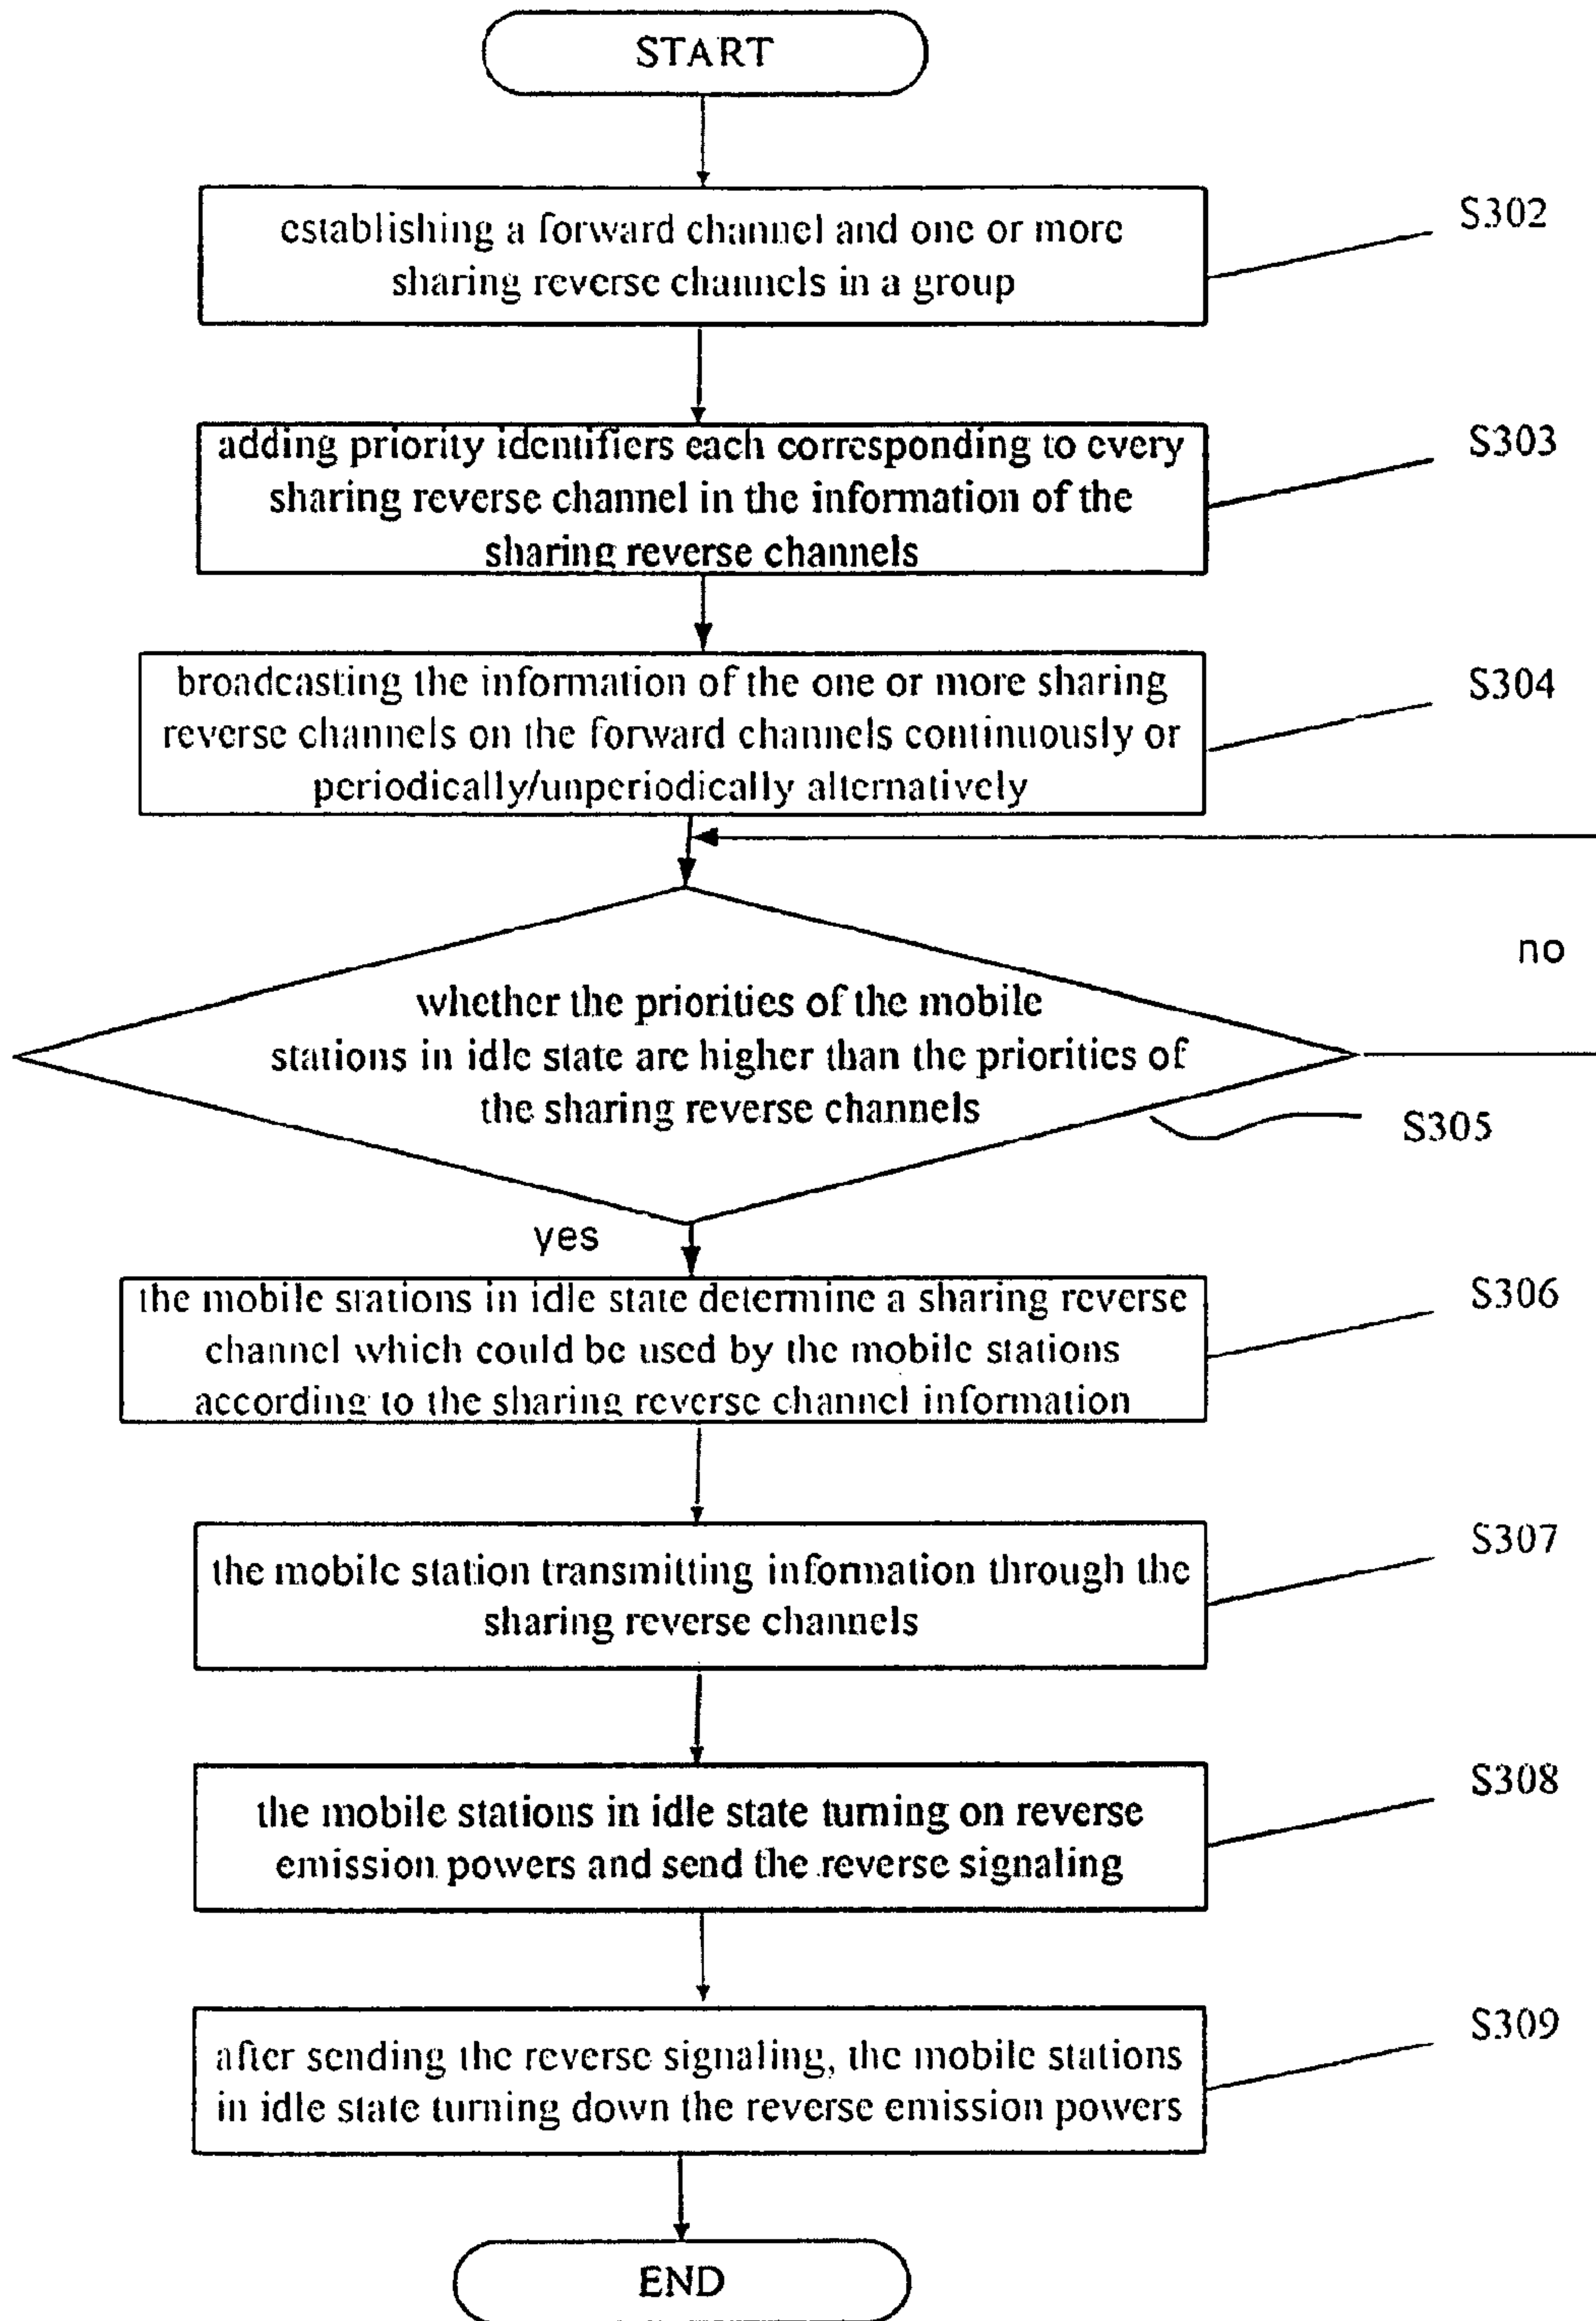 START
establishing a forward channel and one or more
sharing reverse channels in a group
S302
adding priority identifiers each corresponding to every
sharing reverse channel in the information of the
sharing reverse channels
S303
broadcasting the information of the one or more sharing
reverse channels on the forward channels continuously or
periodically/unperiodically alternatively
S304
no
whether the priorities of the mobile
stations in idle state are higher than the priorities of
the sharing reverse channels
S305
yes
the mobile stations in idle state determine a sharing reverse
channel which could be used by the mobile stations
according to the sharing reverse channel information
S306
the mobile station transmitting information through the
sharing reverse channels
S307
the mobile stations in idle state turning on reverse
emission powers and send the reverse signaling
S308
after sending the reverse signaling, the mobile stations
in idle state turning down the reverse emission powers
S309
END